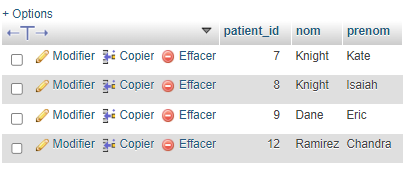 + Options
←T→ patient_id nom prenom
Modifier Copier Effacer 7 Knight Kate
Modifier Copier Effacer 8 Knight Isaiah
Modifier Copier Effacer 9 Dane Eric
Modifier Copier Effacer 12 Ramirez Chandra